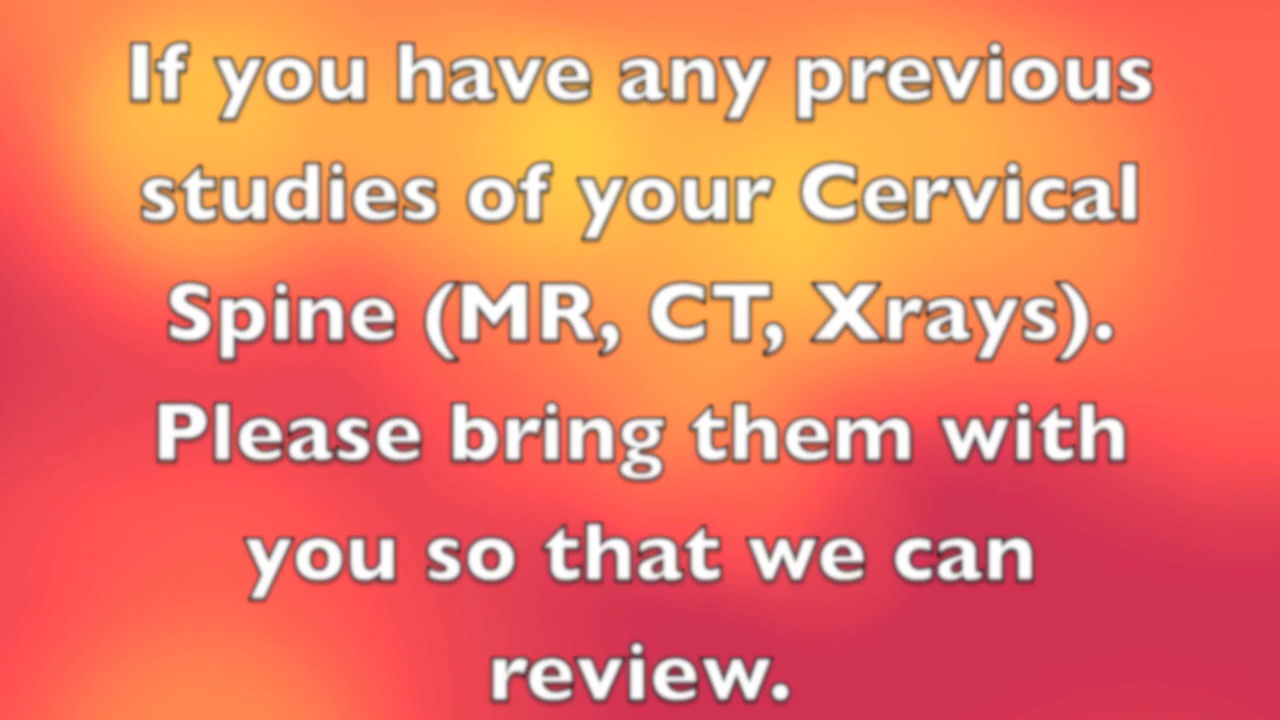 If you have any previous
studies of your Cervical
Spine (MR, CT, Xrays).
Please bring them with
you so that we can
review.